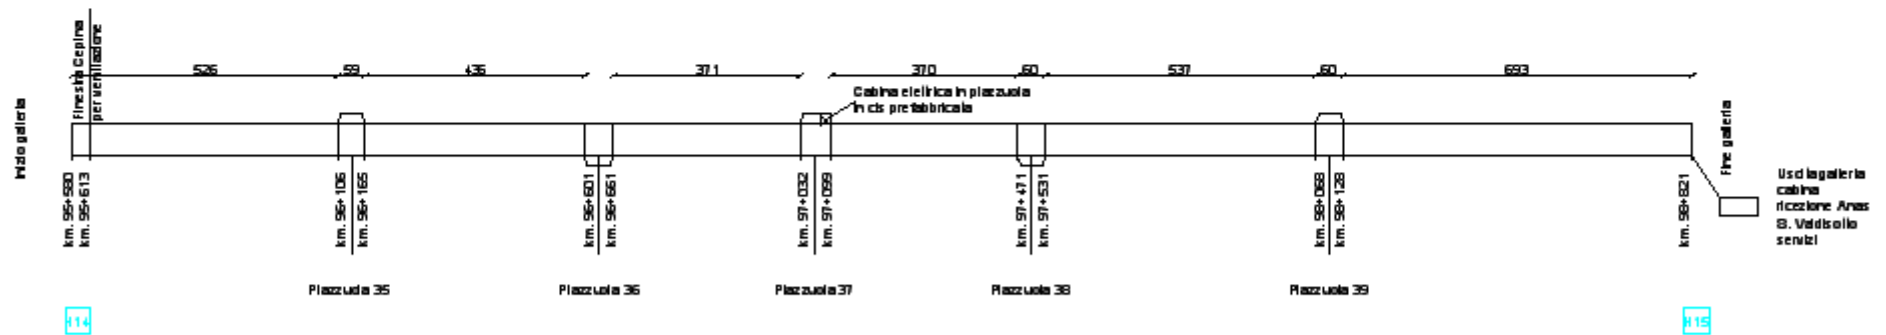 Inizio galleria
Finestra Cepina
per ventilazione
526
59
436
371
370
60
537
60
693
Cabina elettrica in piazzuola
in cls prefabbricata
Fine galleria
km. 95+580
km. 95+613
km. 96+106
km. 96+165
km. 96+601
km. 96+661
km. 97+032
km. 97+099
km. 97+471
km. 97+531
km. 98+068
km. 98+128
km. 98+821
Uscita galleria
cabina
ricezione Anas
S. Valdisotto
servizi
Piazzuola 35
Piazzuola 36
Piazzuola 37
Piazzuola 38
Piazzuola 39
H14
H15